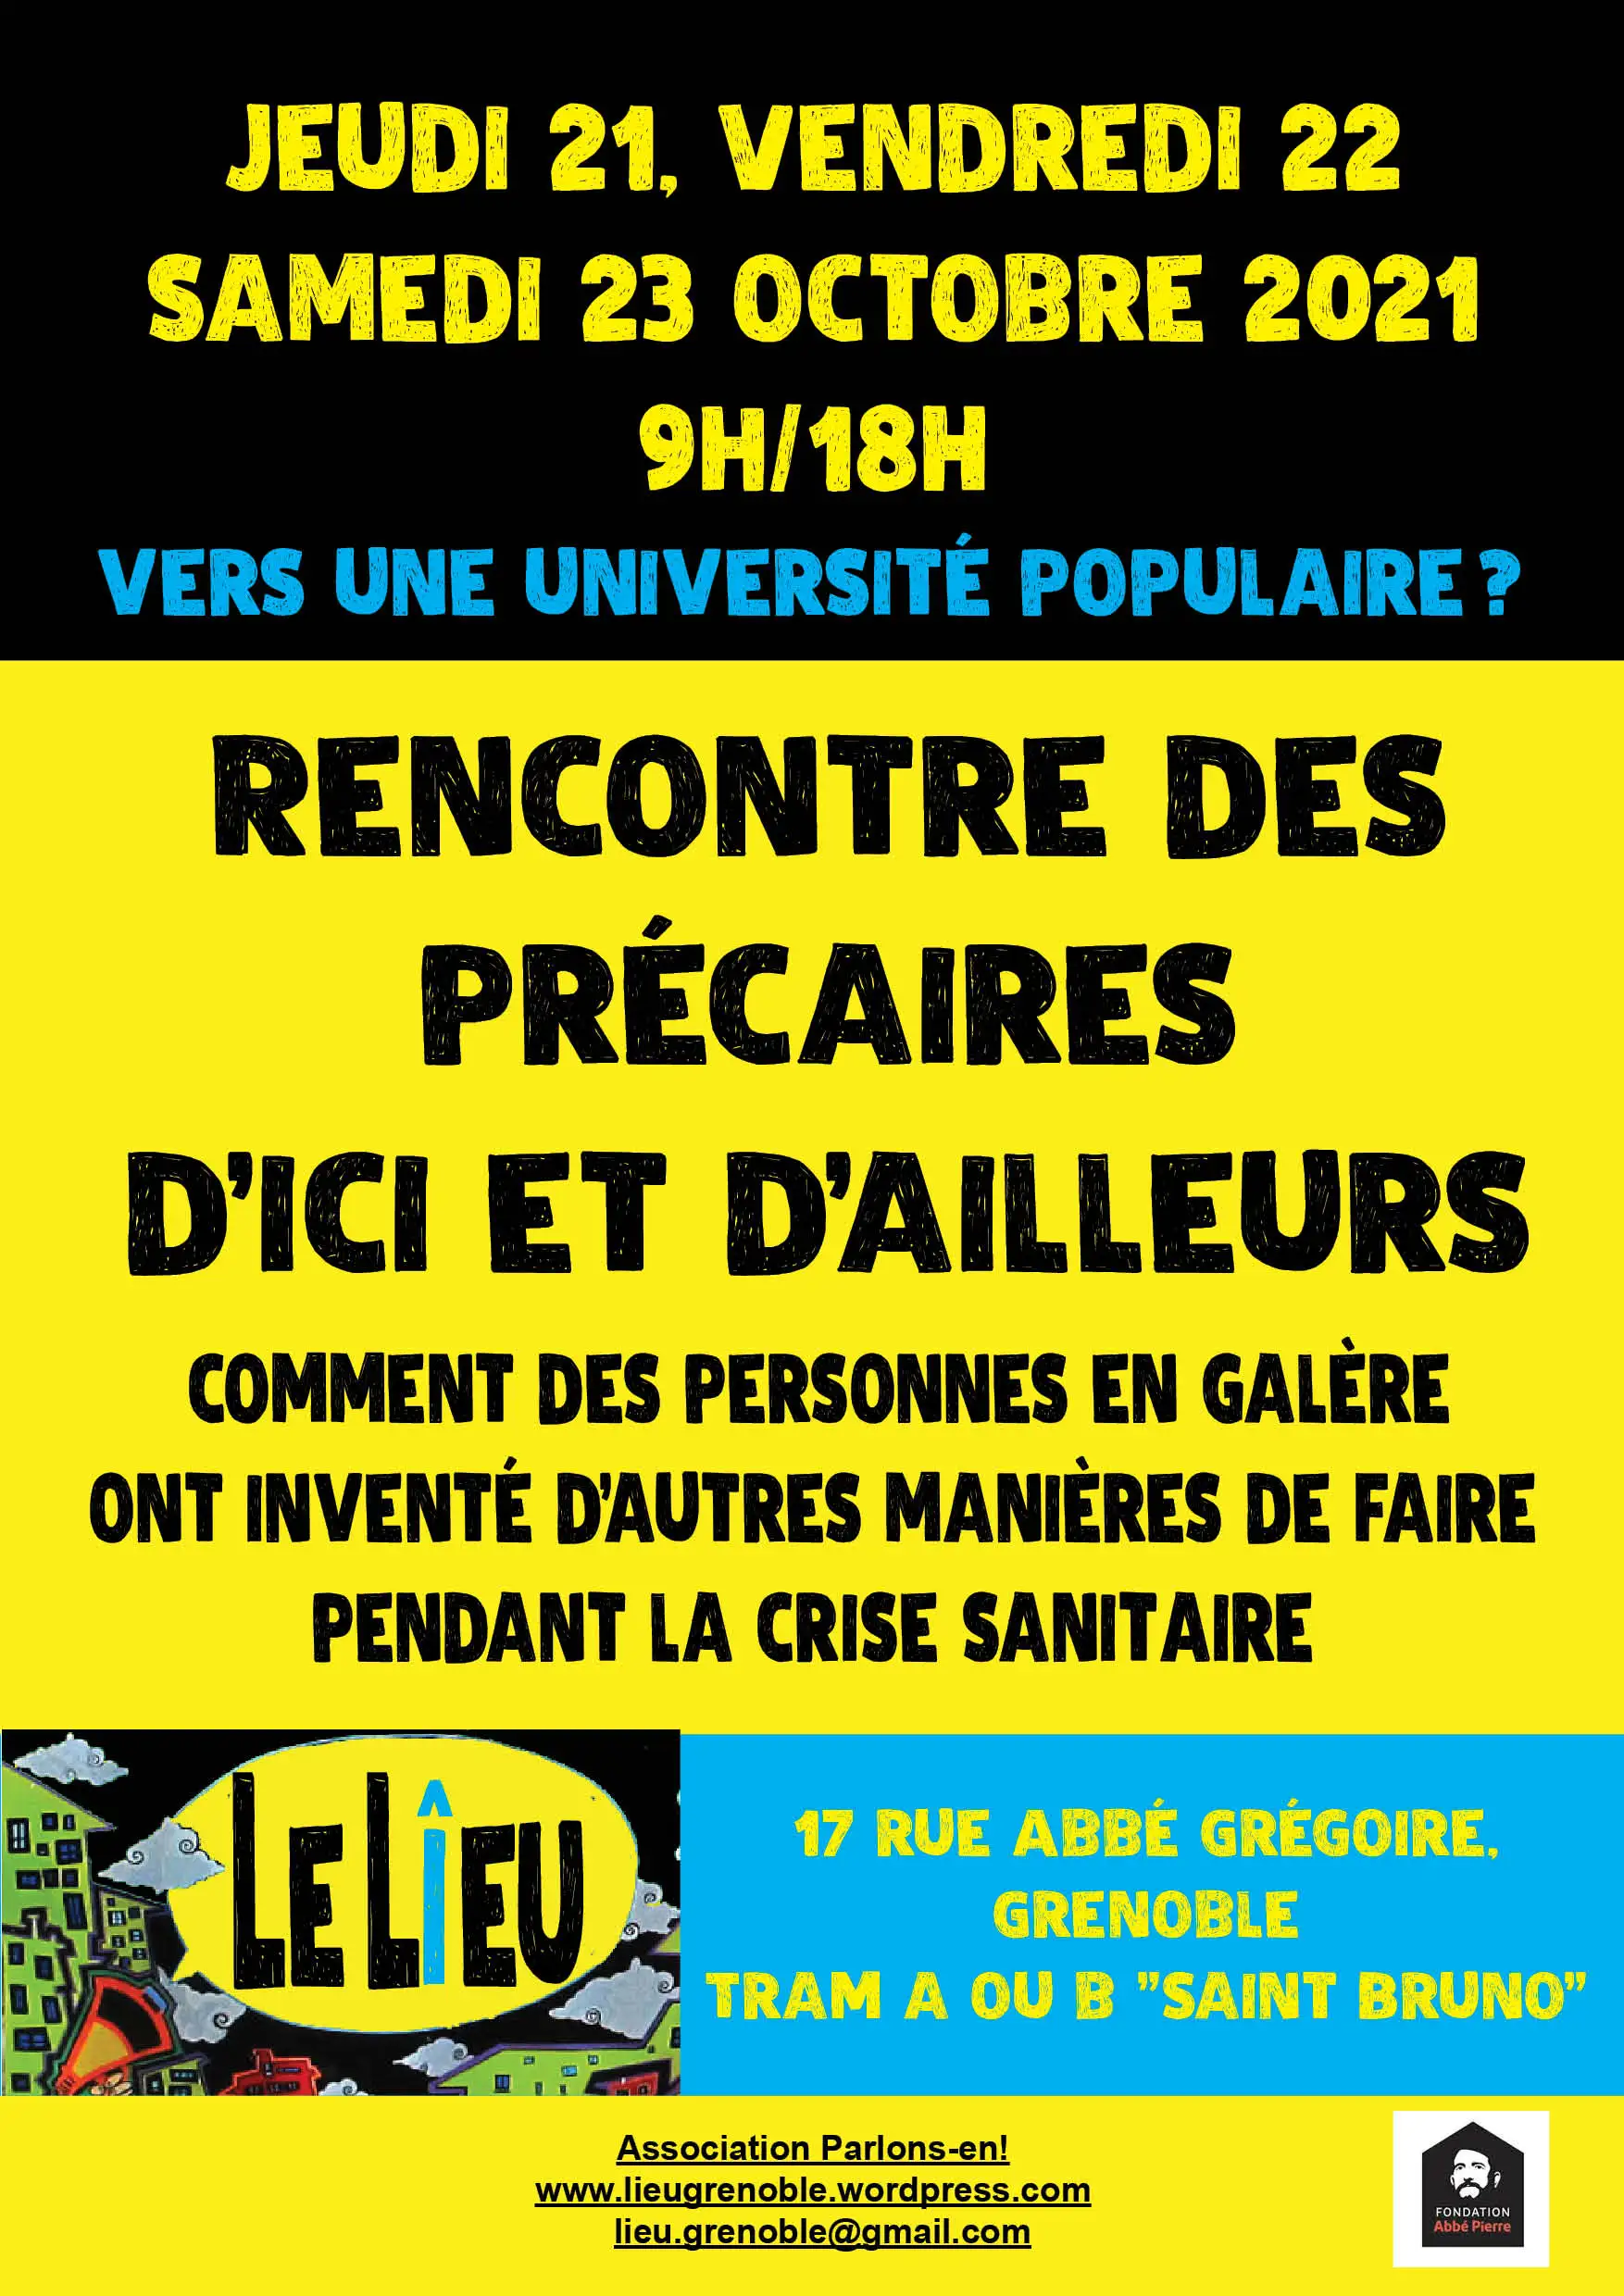 JEUDI 21, VENDREDI 22
SAMEDI 23 OCTOBRE 2021
9H/18H
VERS UNE UNIVERSITÉ POPULAIRE ?
RENCONTRE DES
PRÉCAIRES
D'ICI ET D'AILLEURS
COMMENT DES PERSONNES EN GALÈRE
ONT INVENTÉ D'AUTRES MANIÈRES DE FAIRE
PENDANT LA CRISE SANITAIRE
LE LIEU
17 RUE ABBÉ GRÉGOIRE,
GRENOBLE
TRAM A OU B "SAINT BRUNO"
Association Parlons-en!
www.lieugrenoble.wordpress.com
lieu.grenoble@gmail.com
FONDATION
Abbé Pierre